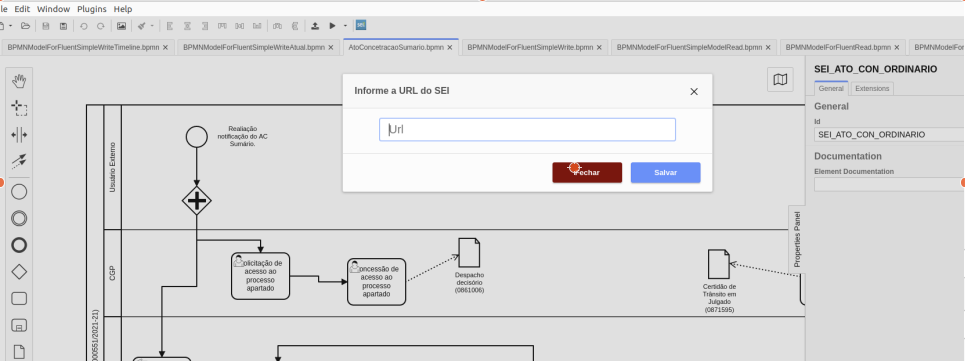 le Edit Window Plugins Help
sei
BPMNModelForFluentSimpleWriteTimeline.bpmn × BPMNModelForFluentSimpleWriteAtual.bpmn × AtoConcetracaoSumario.bpmn × BPMNModelForFluentSimpleWrite.bpmn × BPMNModelForFluentSimpleModelRead.bpmn × BPMNModelForFluentRead.bpmn × BPMNModelFor
SEI_ATO_CON_ORDINARIO
General Extensions
General
Id
SEI_ATO_CON_ORDINARIO
Documentation
Element Documentation
Properties Panel
Informe a URL do SEI ×
Url
Fechar Salvar
Realiação
notificação do AC
Sumário.
Usuário Externo
CGP
000551/2021-21)
olicitação de
acesso ao
processo
apartado
oncessão de
acesso ao
processo
apartado
Despacho
decisório
(0861006)
Certidão de
Trânsito em
Julgado
(0871595)